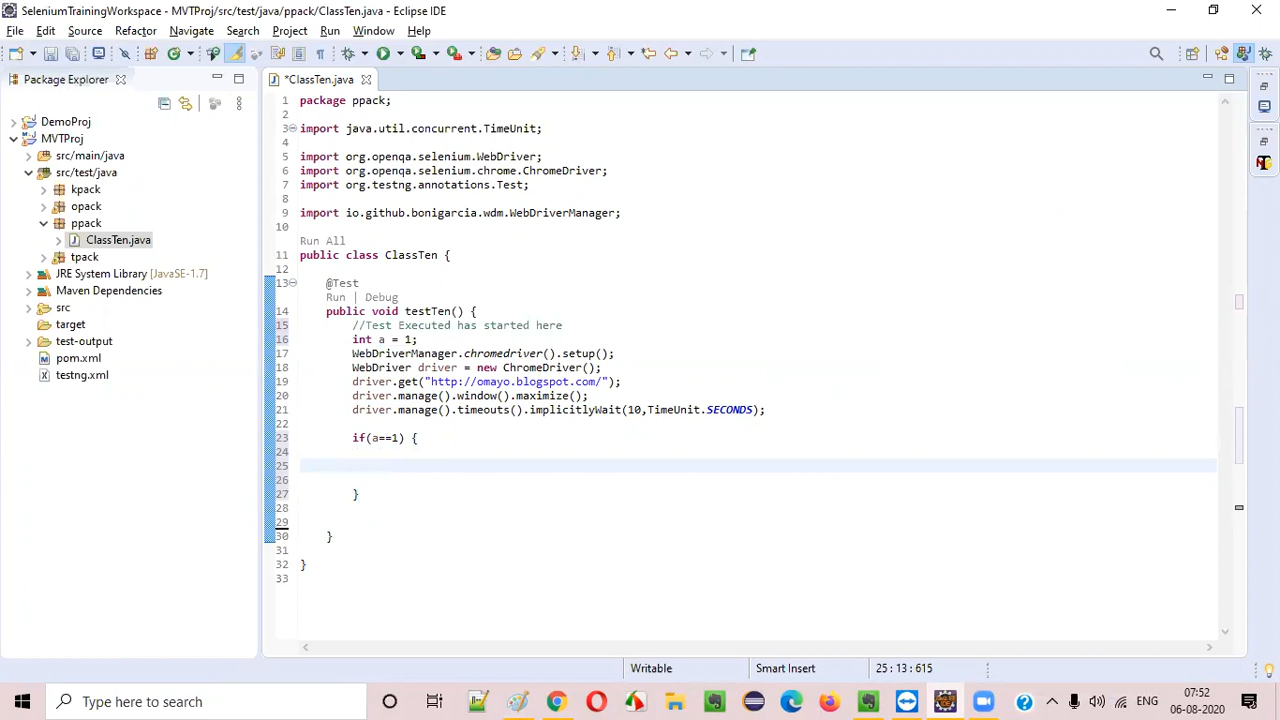 SeleniumTrainingWorkspace - MVTProj/src/test/java/ppack/ClassTen.java - Eclipse IDE
File Edit Source Refactor Navigate Search Project Run Window Help
Package Explorer
DemoProj
MVTProj
src/main/java
src/test/java
kpack
opack
ppack
ClassTen.java
tpack
JRE System Library [JavaSE-1.7]
Maven Dependencies
src
target
test-output
pom.xml
testng.xml
*ClassTen.java
1 package ppack;
2
3 import java.util.concurrent.TimeUnit;
4
5 import org.openqa.selenium.WebDriver;
6 import org.openqa.selenium.chrome.ChromeDriver;
7 import org.testng.annotations.Test;
8
9 import io.github.bonigarcia.wdm.WebDriverManager;
10
Run All
11 public class ClassTen {
12
13 @Test
Run | Debug
14 public void testTen() {
15 //Test Executed has started here
16 int a = 1;
17 WebDriverManager.chromedriver().setup();
18 WebDriver driver = new ChromeDriver();
19 driver.get("http://omayo.blogspot.com/");
20 driver.manage().window().maximize();
21 driver.manage().timeouts().implicitlyWait(10,TimeUnit.SECONDS);
22
23 if(a==1) {
24
25
26
27 }
28
29
30 }
31
32 }
33
Writable Smart Insert 25 : 13 : 615
Type here to search
ENG
07:52
06-08-2020